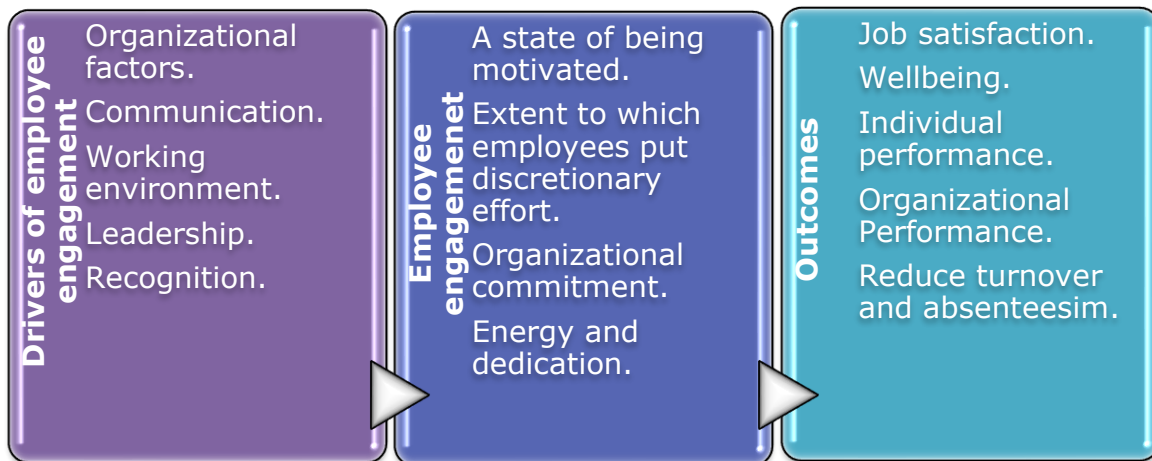 Drivers of employee
engagement
Organizational
factors.
Communication.
Working
environment.
Leadership.
Recognition.
Employee
engagemenet
A state of being
motivated.
Extent to which
employees put
discretionary
effort.
Organizational
commitment.
Energy and
dedication.
Outcomes
Job satisfaction.
Wellbeing.
Individual
performance.
Organizational
Performance.
Reduce turnover
and absenteesim.